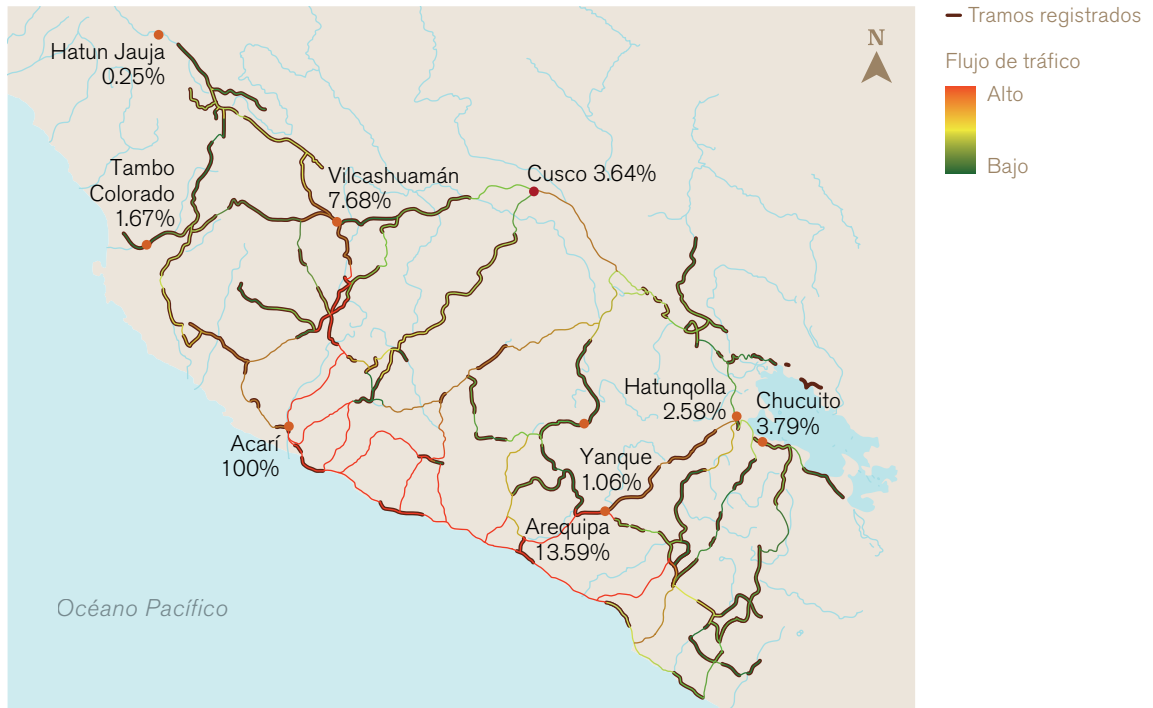 Hatun Jauja
0.25%
Tambo
Colorado
1.67%
Vilcashuamán
7.68%
Cusco 3.64%
N
Hatunqolla
2.58%
Chucuito
3.79%
Acarí
100%
Yanque
1.06%
Arequipa
13.59%
Océano Pacífico
Tramos registrados
Flujo de tráfico
Alto
Bajo